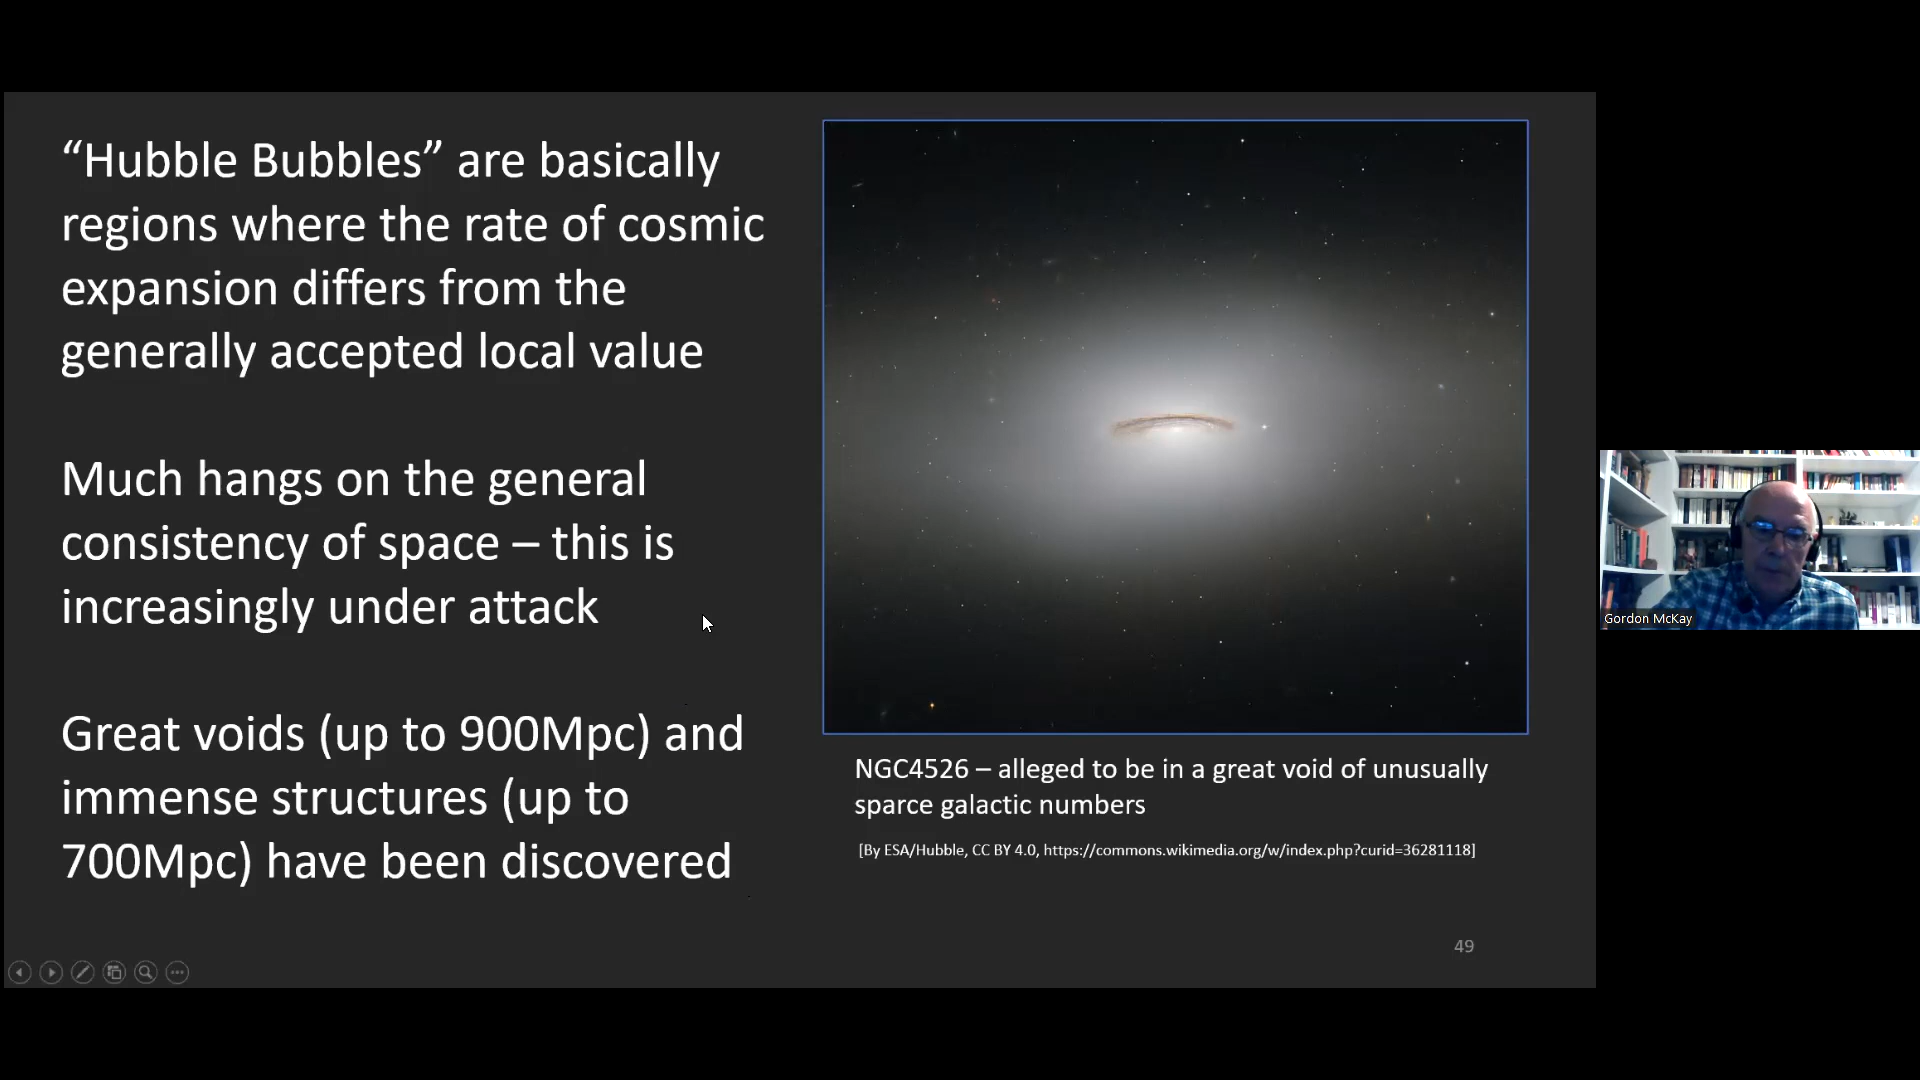 “Hubble Bubbles” are basically
regions where the rate of cosmic
expansion differs from the
generally accepted local value
Much hangs on the general
consistency of space – this is
increasingly under attack
Great voids (up to 900Mpc) and
immense structures (up to
700Mpc) have been discovered
NGC4526 – alleged to be in a great void of unusually
sparce galactic numbers
[By ESA/Hubble, CC BY 4.0, https://commons.wikimedia.org/w/index.php?curid=36281118]
49
Gordon McKay